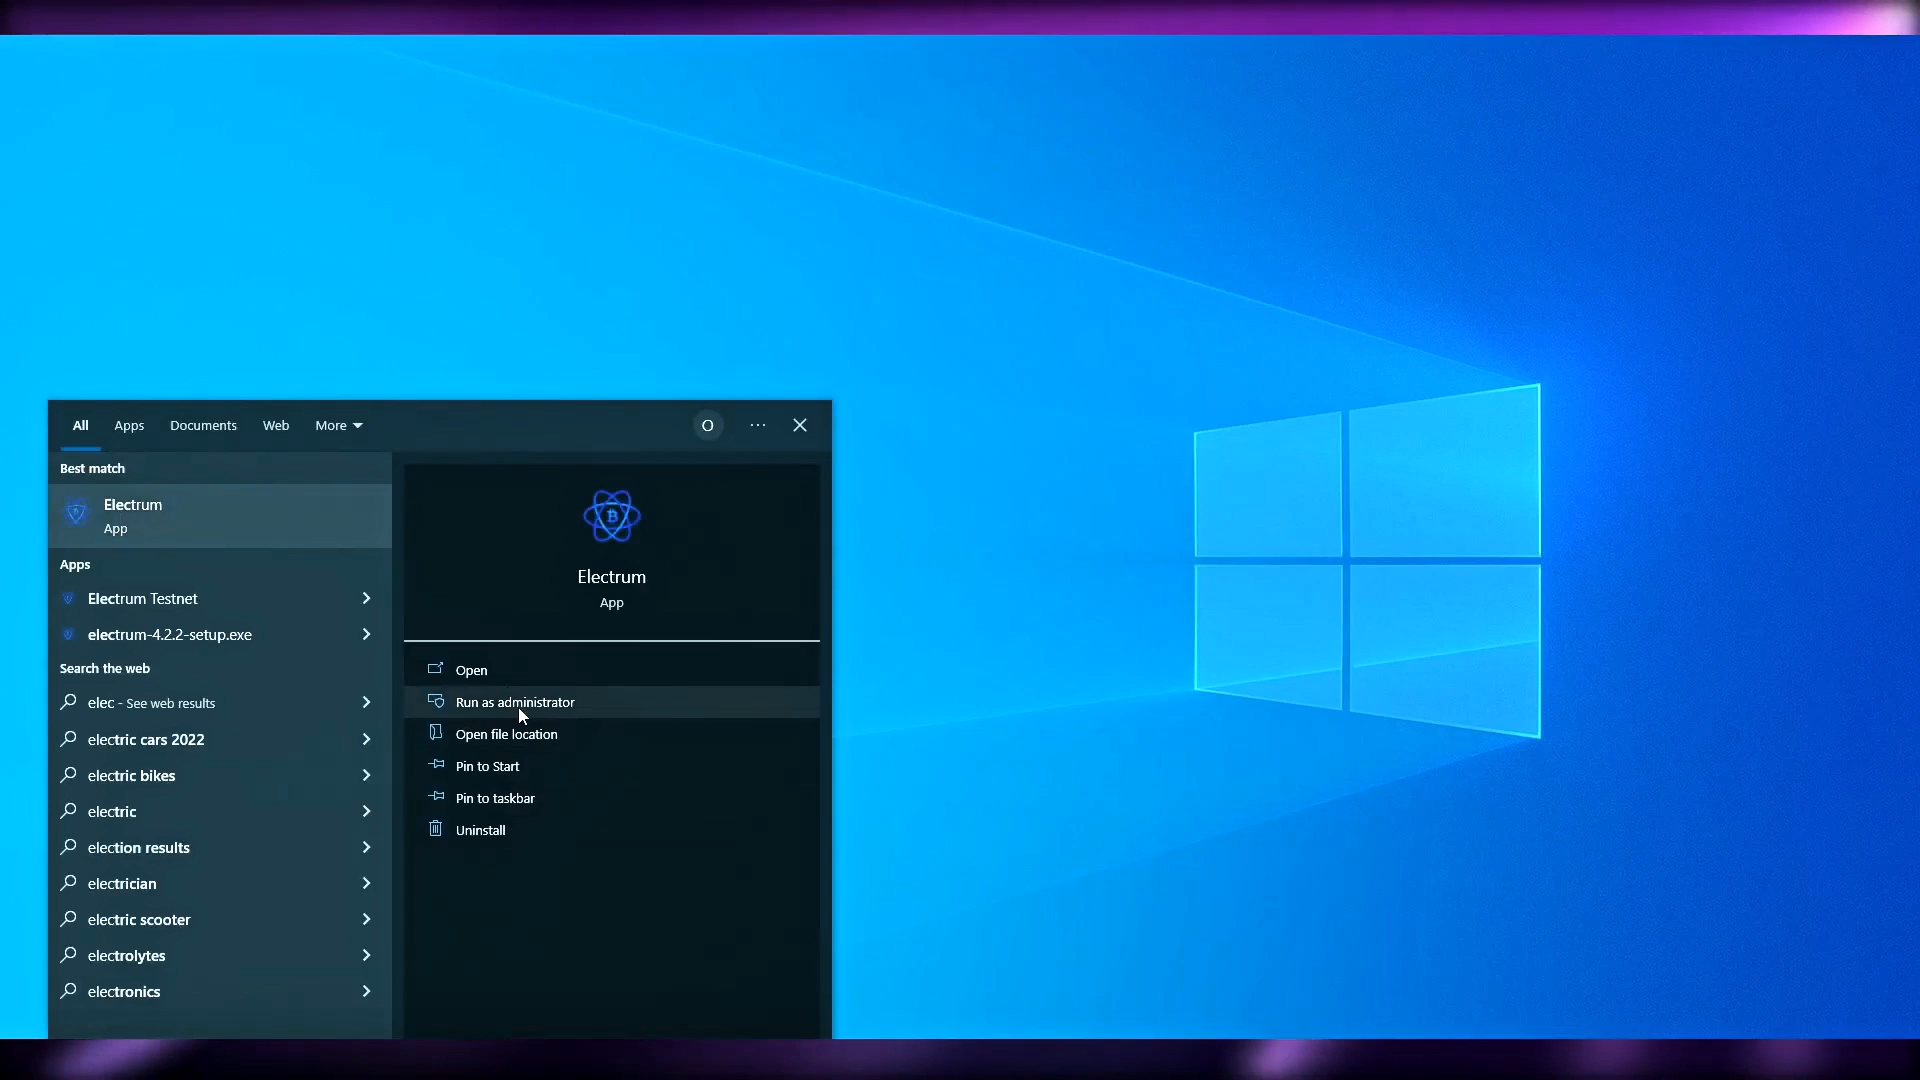 All Apps Documents Web More O ...
Best match
Electrum
App
Apps
Electrum Testnet
electrum-4.2.2-setup.exe
Search the web
elec - See web results
electric cars 2022
electric bikes
electric
election results
electrician
electric scooter
electrolytes
electronics
Electrum
App
Open
Run as administrator
Open file location
Pin to Start
Pin to taskbar
Uninstall